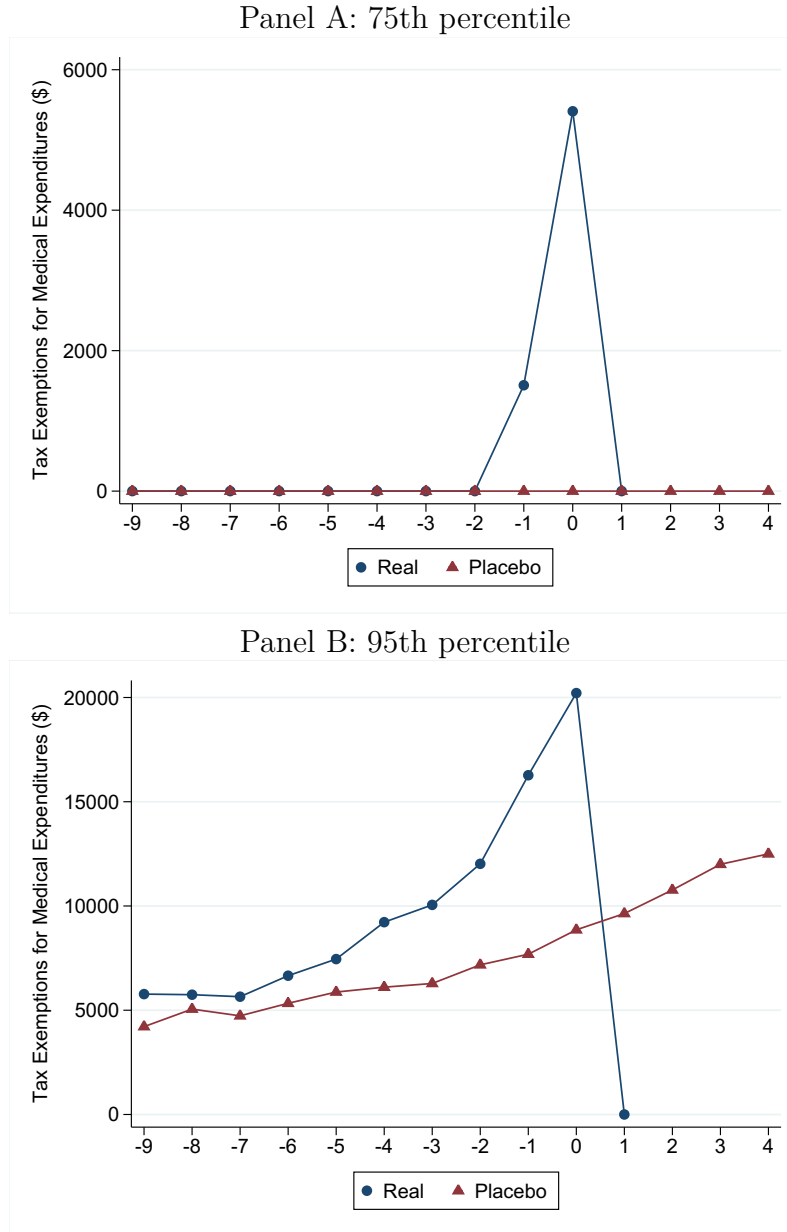 Panel A: 75th percentile
Tax Exemptions for Medical Expenditures ($)
6000
4000
2000
0
-9 -8 -7 -6 -5 -4 -3 -2 -1 0 1 2 3 4
Real Placebo
Panel B: 95th percentile
Tax Exemptions for Medical Expenditures ($)
20000
15000
10000
5000
0
-9 -8 -7 -6 -5 -4 -3 -2 -1 0 1 2 3 4
Real Placebo